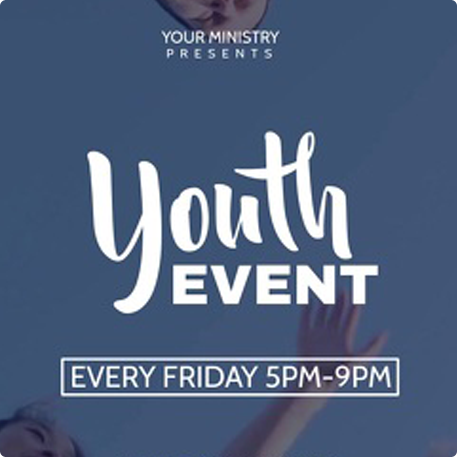 YOUR MINISTRY
PRESENTS
Youth
EVENT
EVERY FRIDAY 5PM-9PM